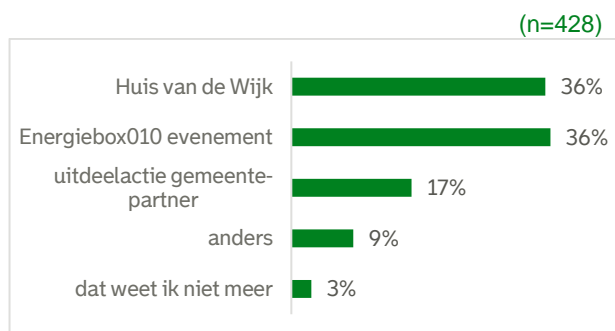 (n=428)
Huis van de Wijk 36%
Energiebox010 evenement 36%
uitdeelactie gemeente-
partner 17%
anders 9%
dat weet ik niet meer 3%